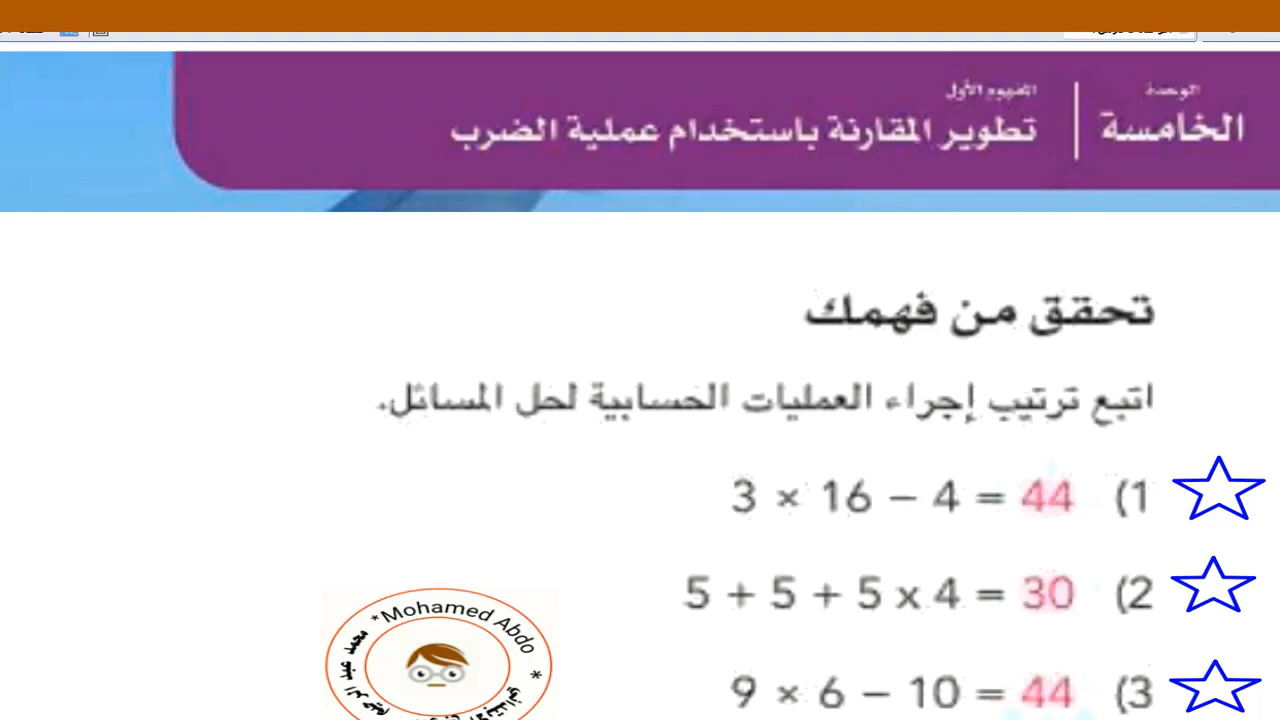 الوحدة
الخامسة
المفهوم الأول
تطوير المقارنة باستخدام عملية الضرب
تحقق من فهمك
اتبع ترتيب إجراء العمليات الحسابية لحل المسائل.
(1 3 × 16 − 4 = 44
(2 5 + 5 + 5 x 4 = 30
(3 9 × 6 − 10 = 44
*Mohamed Abdo *